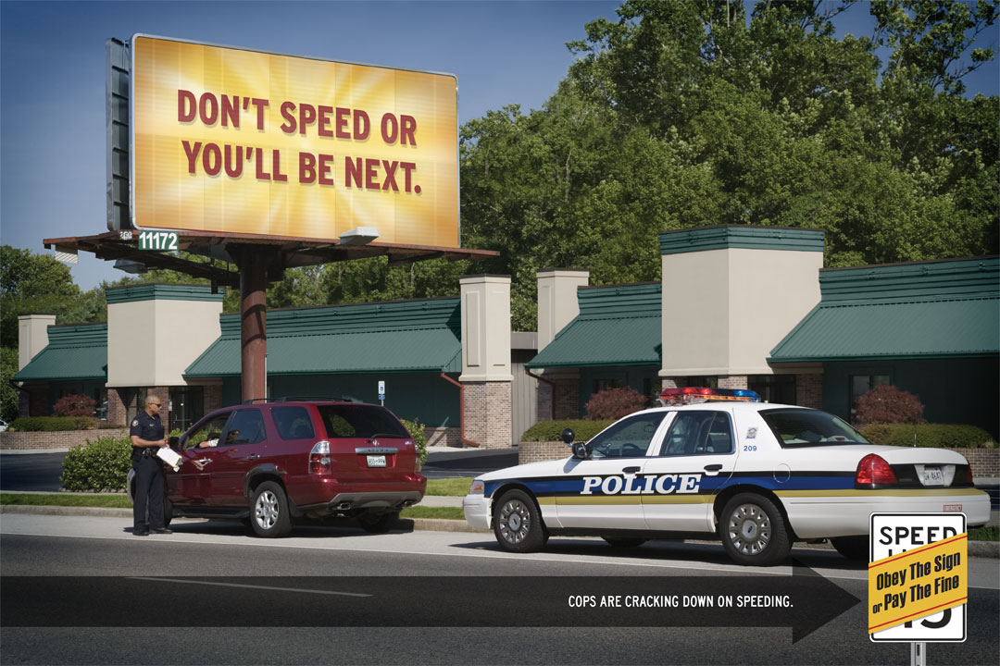 DON'T SPEED OR
YOU'LL BE NEXT.
11172
POLICE
209
COPS ARE CRACKING DOWN ON SPEEDING.
SPEED
Obey The Sign
or Pay The Fine